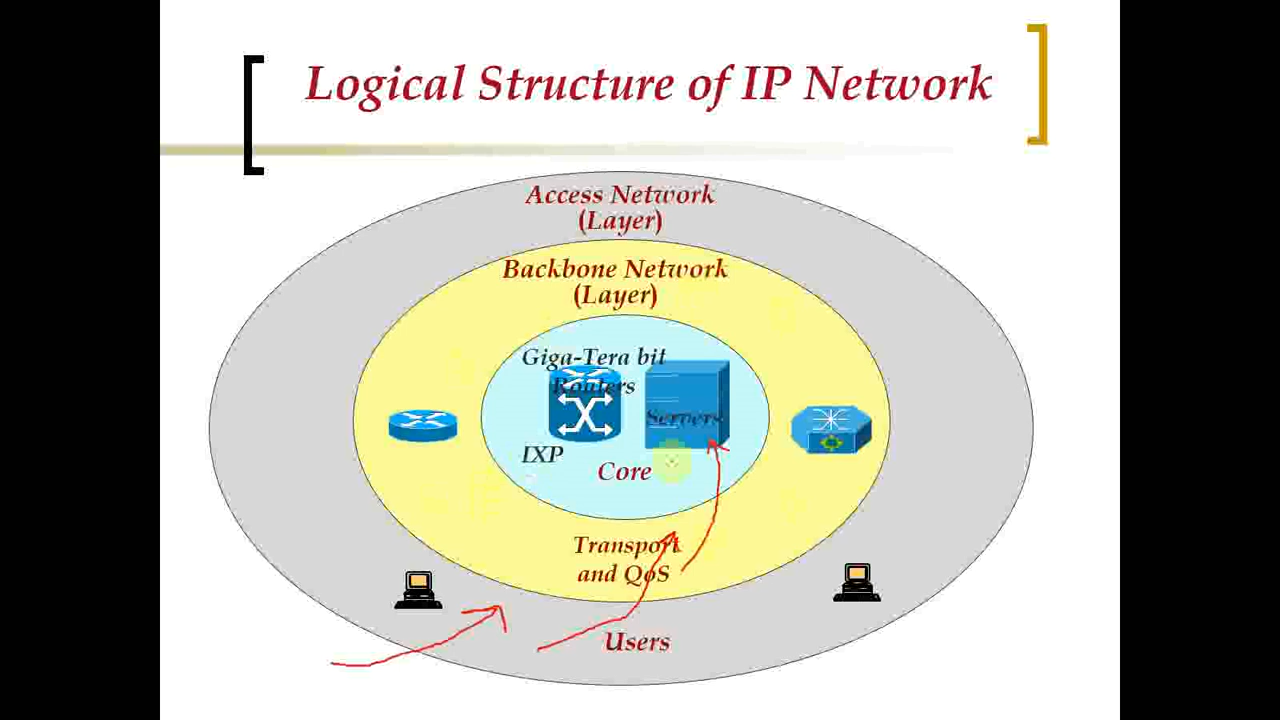 Logical Structure of IP Network
Access Network
(Layer)
Backbone Network
(Layer)
Giga-Tera bit
Routers
Servers
IXP
Core
Transport
and QoS
Users